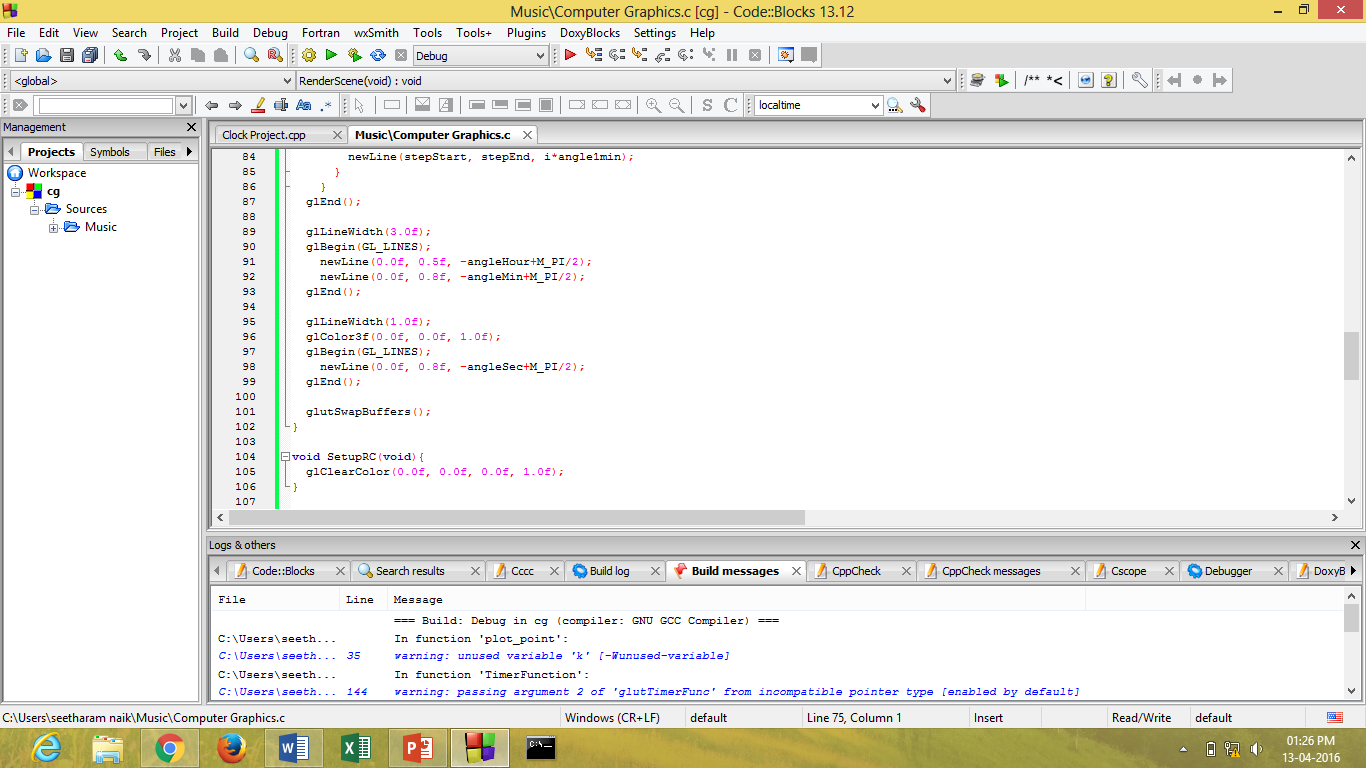 Music\Computer Graphics.c [cg] - Code::Blocks 13.12
File Edit View Search Project Build Debug Fortran wxSmith Tools Tools+ Plugins DoxyBlocks Settings Help
Debug
<global> RenderScene(void) : void
/** *<
Aa .* S C localtime
Management
Projects Symbols Files
Workspace
cg
Sources
Music
Clock Project.cpp Music\Computer Graphics.c
84 newLine(stepStart, stepEnd, i*angle1min);
85 }
86 }
87 glEnd();
88
89 glLineWidth(3.0f);
90 glBegin(GL_LINES);
91 newLine(0.0f, 0.5f, -angleHour+M_PI/2);
92 newLine(0.0f, 0.8f, -angleMin+M_PI/2);
93 glEnd();
94
95 glLineWidth(1.0f);
96 glColor3f(0.0f, 0.0f, 1.0f);
97 glBegin(GL_LINES);
98 newLine(0.0f, 0.8f, -angleSec+M_PI/2);
99 glEnd();
100
101 glutSwapBuffers();
102 }
103
104 void SetupRC(void){
105 glClearColor(0.0f, 0.0f, 0.0f, 1.0f);
106 }
107
Logs & others
Code::Blocks Search results Cccc Build log Build messages CppCheck CppCheck messages Cscope Debugger DoxyB
File Line Message
=== Build: Debug in cg (compiler: GNU GCC Compiler) ===
C:\Users\seeth... In function 'plot_point':
C:\Users\seeth... 35 warning: unused variable 'k' [-Wunused-variable]
C:\Users\seeth... In function 'TimerFunction':
C:\Users\seeth... 144 warning: passing argument 2 of 'glutTimerFunc' from incompatible pointer type [enabled by default]
C:\Users\seetharam naik\Music\Computer Graphics.c Windows (CR+LF) default Line 75, Column 1 Insert Read/Write default
01:26 PM
13-04-2016